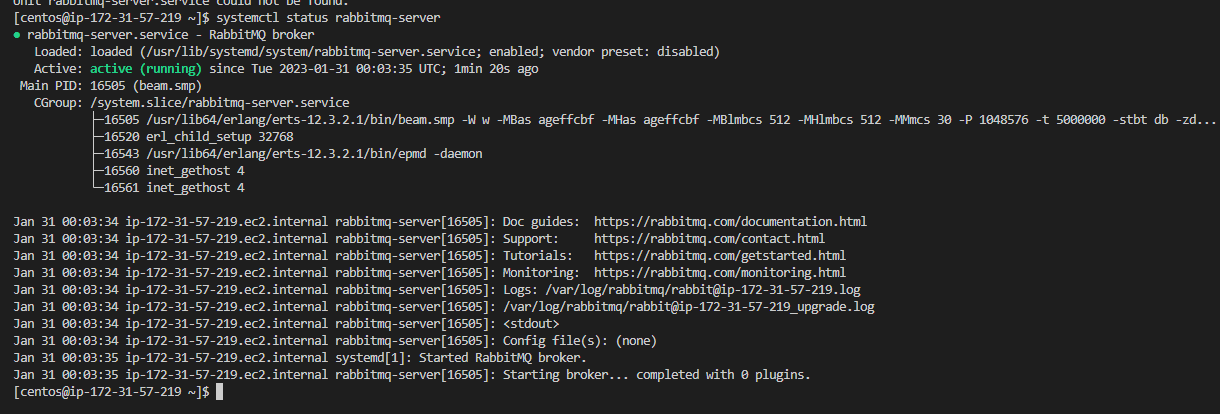 Unit rabbitmq-server.service could not be found.
[centos@ip-172-31-57-219 ~]$ systemctl status rabbitmq-server
● rabbitmq-server.service - RabbitMQ broker
Loaded: loaded (/usr/lib/systemd/system/rabbitmq-server.service; enabled; vendor preset: disabled)
Active: active (running) since Tue 2023-01-31 00:03:35 UTC; 1min 20s ago
Main PID: 16505 (beam.smp)
CGroup: /system.slice/rabbitmq-server.service
├─16505 /usr/lib64/erlang/erts-12.3.2.1/bin/beam.smp -W w -MBas ageffcbf -MHas ageffcbf -MBlmbcs 512 -MHlmbcs 512 -MMmcs 30 -P 1048576 -t 5000000 -stbt db -zd...
├─16520 erl_child_setup 32768
├─16543 /usr/lib64/erlang/erts-12.3.2.1/bin/epmd -daemon
├─16560 inet_gethost 4
└─16561 inet_gethost 4
Jan 31 00:03:34 ip-172-31-57-219.ec2.internal rabbitmq-server[16505]: Doc guides:  https://rabbitmq.com/documentation.html
Jan 31 00:03:34 ip-172-31-57-219.ec2.internal rabbitmq-server[16505]: Support:     https://rabbitmq.com/contact.html
Jan 31 00:03:34 ip-172-31-57-219.ec2.internal rabbitmq-server[16505]: Tutorials:   https://rabbitmq.com/getstarted.html
Jan 31 00:03:34 ip-172-31-57-219.ec2.internal rabbitmq-server[16505]: Monitoring:  https://rabbitmq.com/monitoring.html
Jan 31 00:03:34 ip-172-31-57-219.ec2.internal rabbitmq-server[16505]: Logs: /var/log/rabbitmq/rabbit@ip-172-31-57-219.log
Jan 31 00:03:34 ip-172-31-57-219.ec2.internal rabbitmq-server[16505]: /var/log/rabbitmq/rabbit@ip-172-31-57-219_upgrade.log
Jan 31 00:03:34 ip-172-31-57-219.ec2.internal rabbitmq-server[16505]: <stdout>
Jan 31 00:03:34 ip-172-31-57-219.ec2.internal rabbitmq-server[16505]: Config file(s): (none)
Jan 31 00:03:35 ip-172-31-57-219.ec2.internal systemd[1]: Started RabbitMQ broker.
Jan 31 00:03:35 ip-172-31-57-219.ec2.internal rabbitmq-server[16505]: Starting broker... completed with 0 plugins.
[centos@ip-172-31-57-219 ~]$